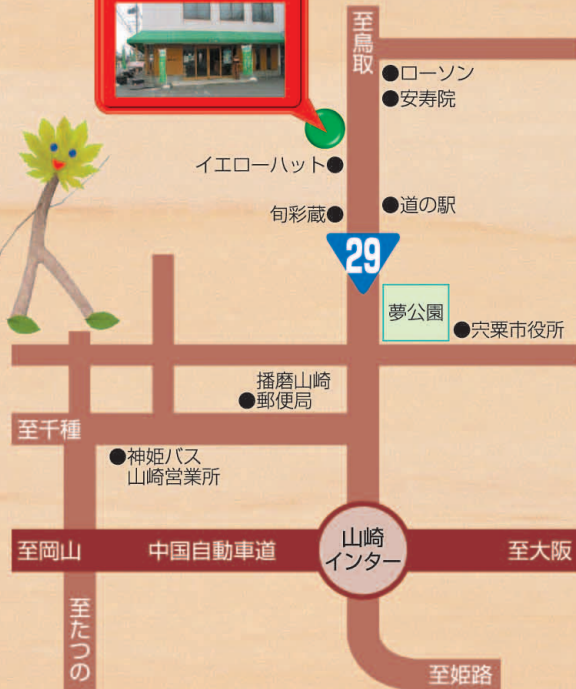 至鳥取
ローソン
安寿院
イエローハット
旬彩蔵
道の駅
29
夢公園
宍粟市役所
播磨山崎
郵便局
至千種
神姫バス
山崎営業所
至岡山
中国自動車道
山崎
インター
至大阪
至たつの
至姫路